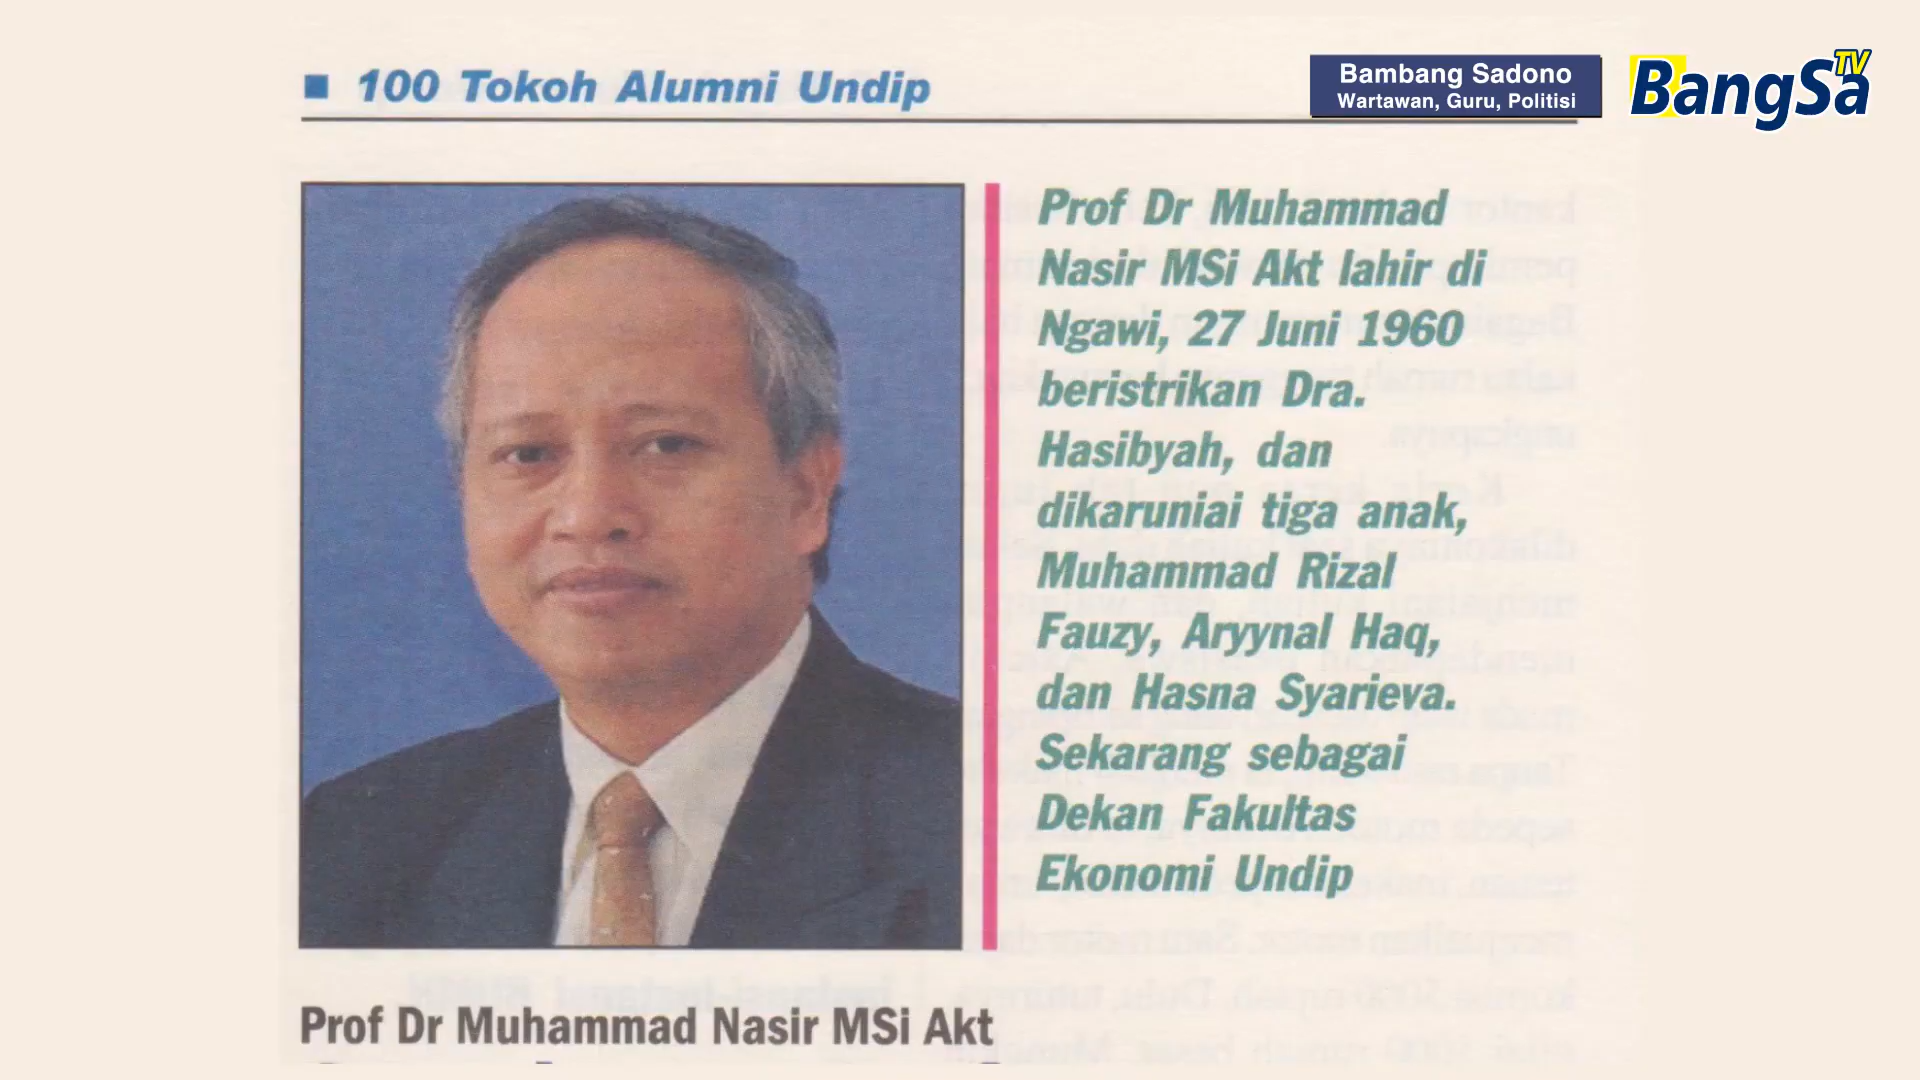 100 Tokoh Alumni Undip
Bambang Sadono
Wartawan, Guru, Politisi
BangSa TV
Prof Dr Muhammad
Nasir MSi Akt lahir di
Ngawi, 27 Juni 1960
beristrikan Dra.
Hasibyah, dan
dikaruniai tiga anak,
Muhammad Rizal
Fauzy, Aryynal Haq,
dan Hasna Syarieva.
Sekarang sebagai
Dekan Fakultas
Ekonomi Undip
Prof Dr Muhammad Nasir MSi Akt